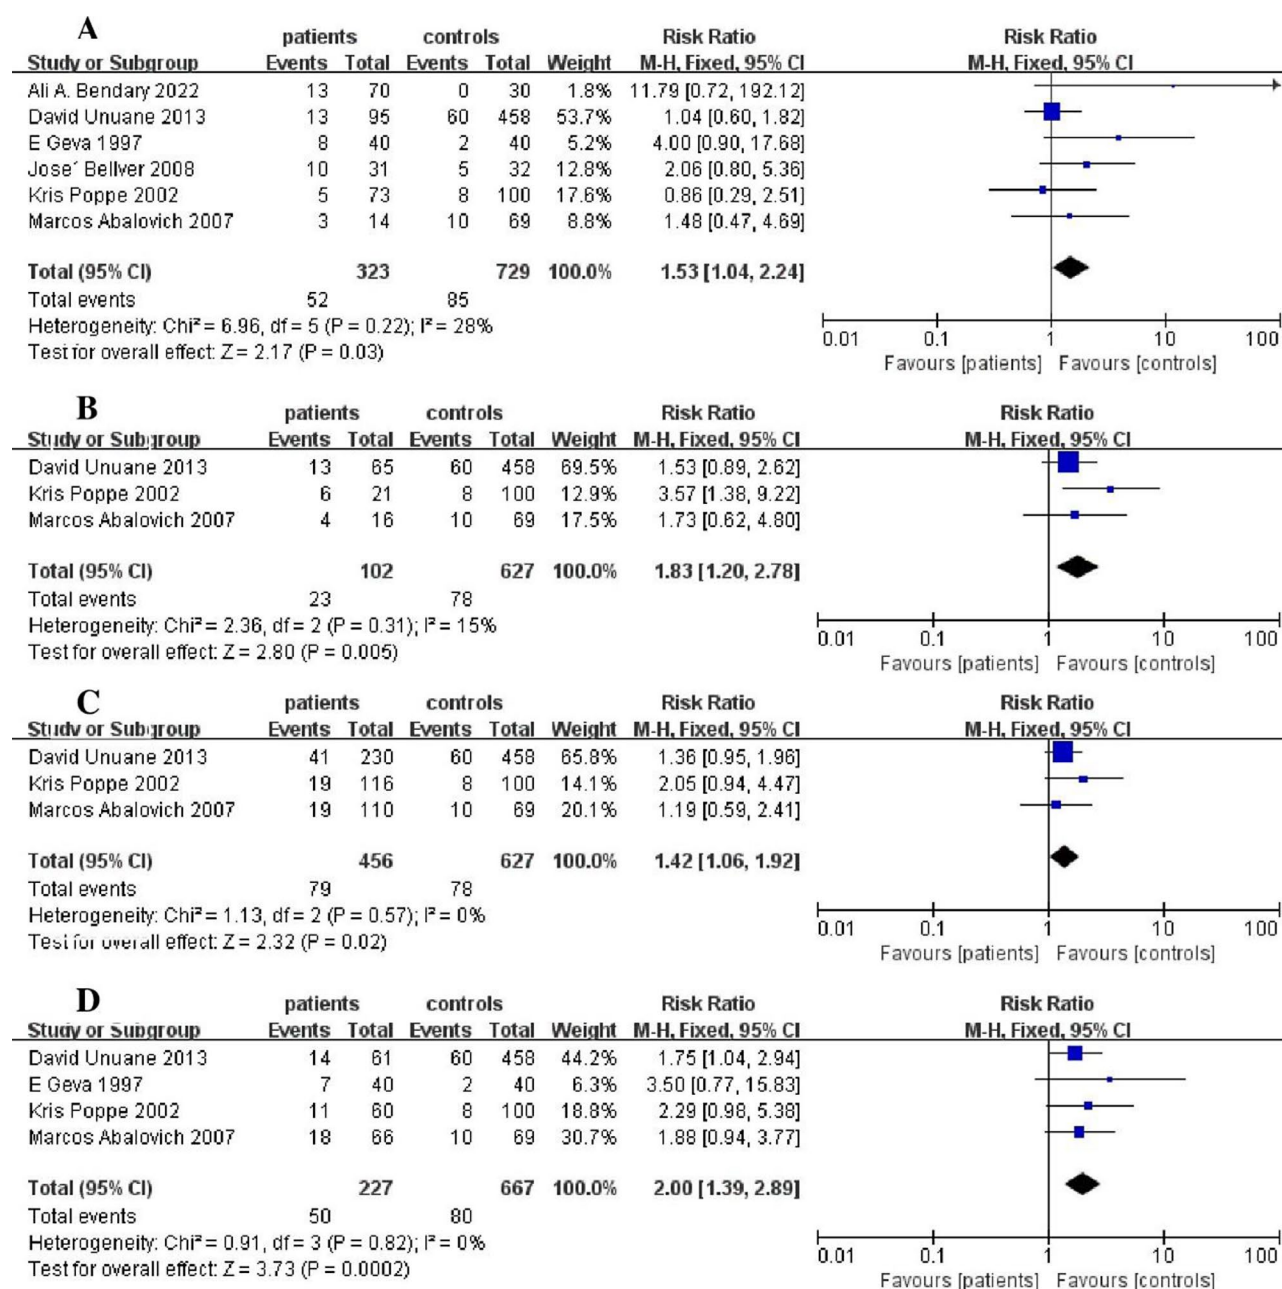 A
patients controls Risk Ratio Risk Ratio
Study or Subgroup Events Total Events Total Weight M-H, Fixed, 95% CI M-H, Fixed, 95% CI
Ali A. Bendary 2022 13 70 0 30 1.8% 11.79 [0.72, 192.12]
David Unuane 2013 13 95 60 458 53.7% 1.04 [0.60, 1.82]
E Geva 1997 8 40 2 40 5.2% 4.00 [0.90, 17.68]
Jose´ Bellver 2008 10 31 5 32 12.8% 2.06 [0.80, 5.36]
Kris Poppe 2002 5 73 8 100 17.6% 0.86 [0.29, 2.51]
Marcos Abalovich 2007 3 14 10 69 8.8% 1.48 [0.47, 4.69]
Total (95% CI) 323 729 100.0% 1.53 [1.04, 2.24]
Total events 52 85
Heterogeneity: Chi² = 6.96, df = 5 (P = 0.22); I² = 28%
Test for overall effect: Z = 2.17 (P = 0.03)
0.01 0.1 1 10 100
Favours [patients] Favours [controls]
B
patients controls Risk Ratio Risk Ratio
Study or Subgroup Events Total Events Total Weight M-H, Fixed, 95% CI M-H, Fixed, 95% CI
David Unuane 2013 13 65 60 458 69.5% 1.53 [0.89, 2.62]
Kris Poppe 2002 6 21 8 100 12.9% 3.57 [1.38, 9.22]
Marcos Abalovich 2007 4 16 10 69 17.5% 1.73 [0.62, 4.80]
Total (95% CI) 102 627 100.0% 1.83 [1.20, 2.78]
Total events 23 78
Heterogeneity: Chi² = 2.36, df = 2 (P = 0.31); I² = 15%
Test for overall effect: Z = 2.80 (P = 0.005)
0.01 0.1 1 10 100
Favours [patients] Favours [controls]
C
patients controls Risk Ratio Risk Ratio
Study or Subgroup Events Total Events Total Weight M-H, Fixed, 95% CI M-H, Fixed, 95% CI
David Unuane 2013 41 230 60 458 65.8% 1.36 [0.95, 1.96]
Kris Poppe 2002 19 116 8 100 14.1% 2.05 [0.94, 4.47]
Marcos Abalovich 2007 19 110 10 69 20.1% 1.19 [0.59, 2.41]
Total (95% CI) 456 627 100.0% 1.42 [1.06, 1.92]
Total events 79 78
Heterogeneity: Chi² = 1.13, df = 2 (P = 0.57); I² = 0%
Test for overall effect: Z = 2.32 (P = 0.02)
0.01 0.1 1 10 100
Favours [patients] Favours [controls]
D
patients controls Risk Ratio Risk Ratio
Study or Subgroup Events Total Events Total Weight M-H, Fixed, 95% CI M-H, Fixed, 95% CI
David Unuane 2013 14 61 60 458 44.2% 1.75 [1.04, 2.94]
E Geva 1997 7 40 2 40 6.3% 3.50 [0.77, 15.83]
Kris Poppe 2002 11 60 8 100 18.8% 2.29 [0.98, 5.38]
Marcos Abalovich 2007 18 66 10 69 30.7% 1.88 [0.94, 3.77]
Total (95% CI) 227 667 100.0% 2.00 [1.39, 2.89]
Total events 50 80
Heterogeneity: Chi² = 0.91, df = 3 (P = 0.82); I² = 0%
Test for overall effect: Z = 3.73 (P = 0.0002)
0.01 0.1 1 10 100
Favours [patients] Favours [controls]